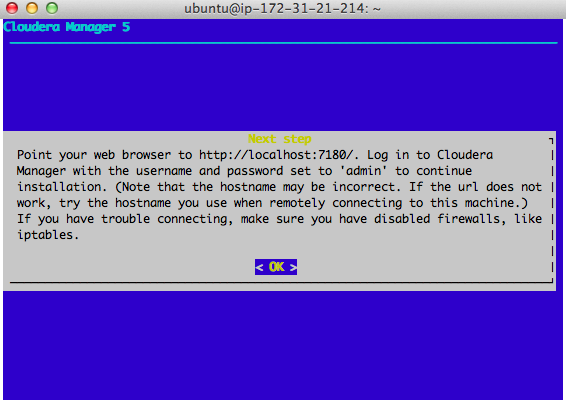 ubuntu@ip-172-31-21-214: ~
Cloudera Manager 5
Next step
Point your web browser to http://localhost:7180/. Log in to Cloudera
Manager with the username and password set to 'admin' to continue
installation. (Note that the hostname may be incorrect. If the url does not
work, try the hostname you use when remotely connecting to this machine.)
If you have trouble connecting, make sure you have disabled firewalls, like
iptables.
< OK >